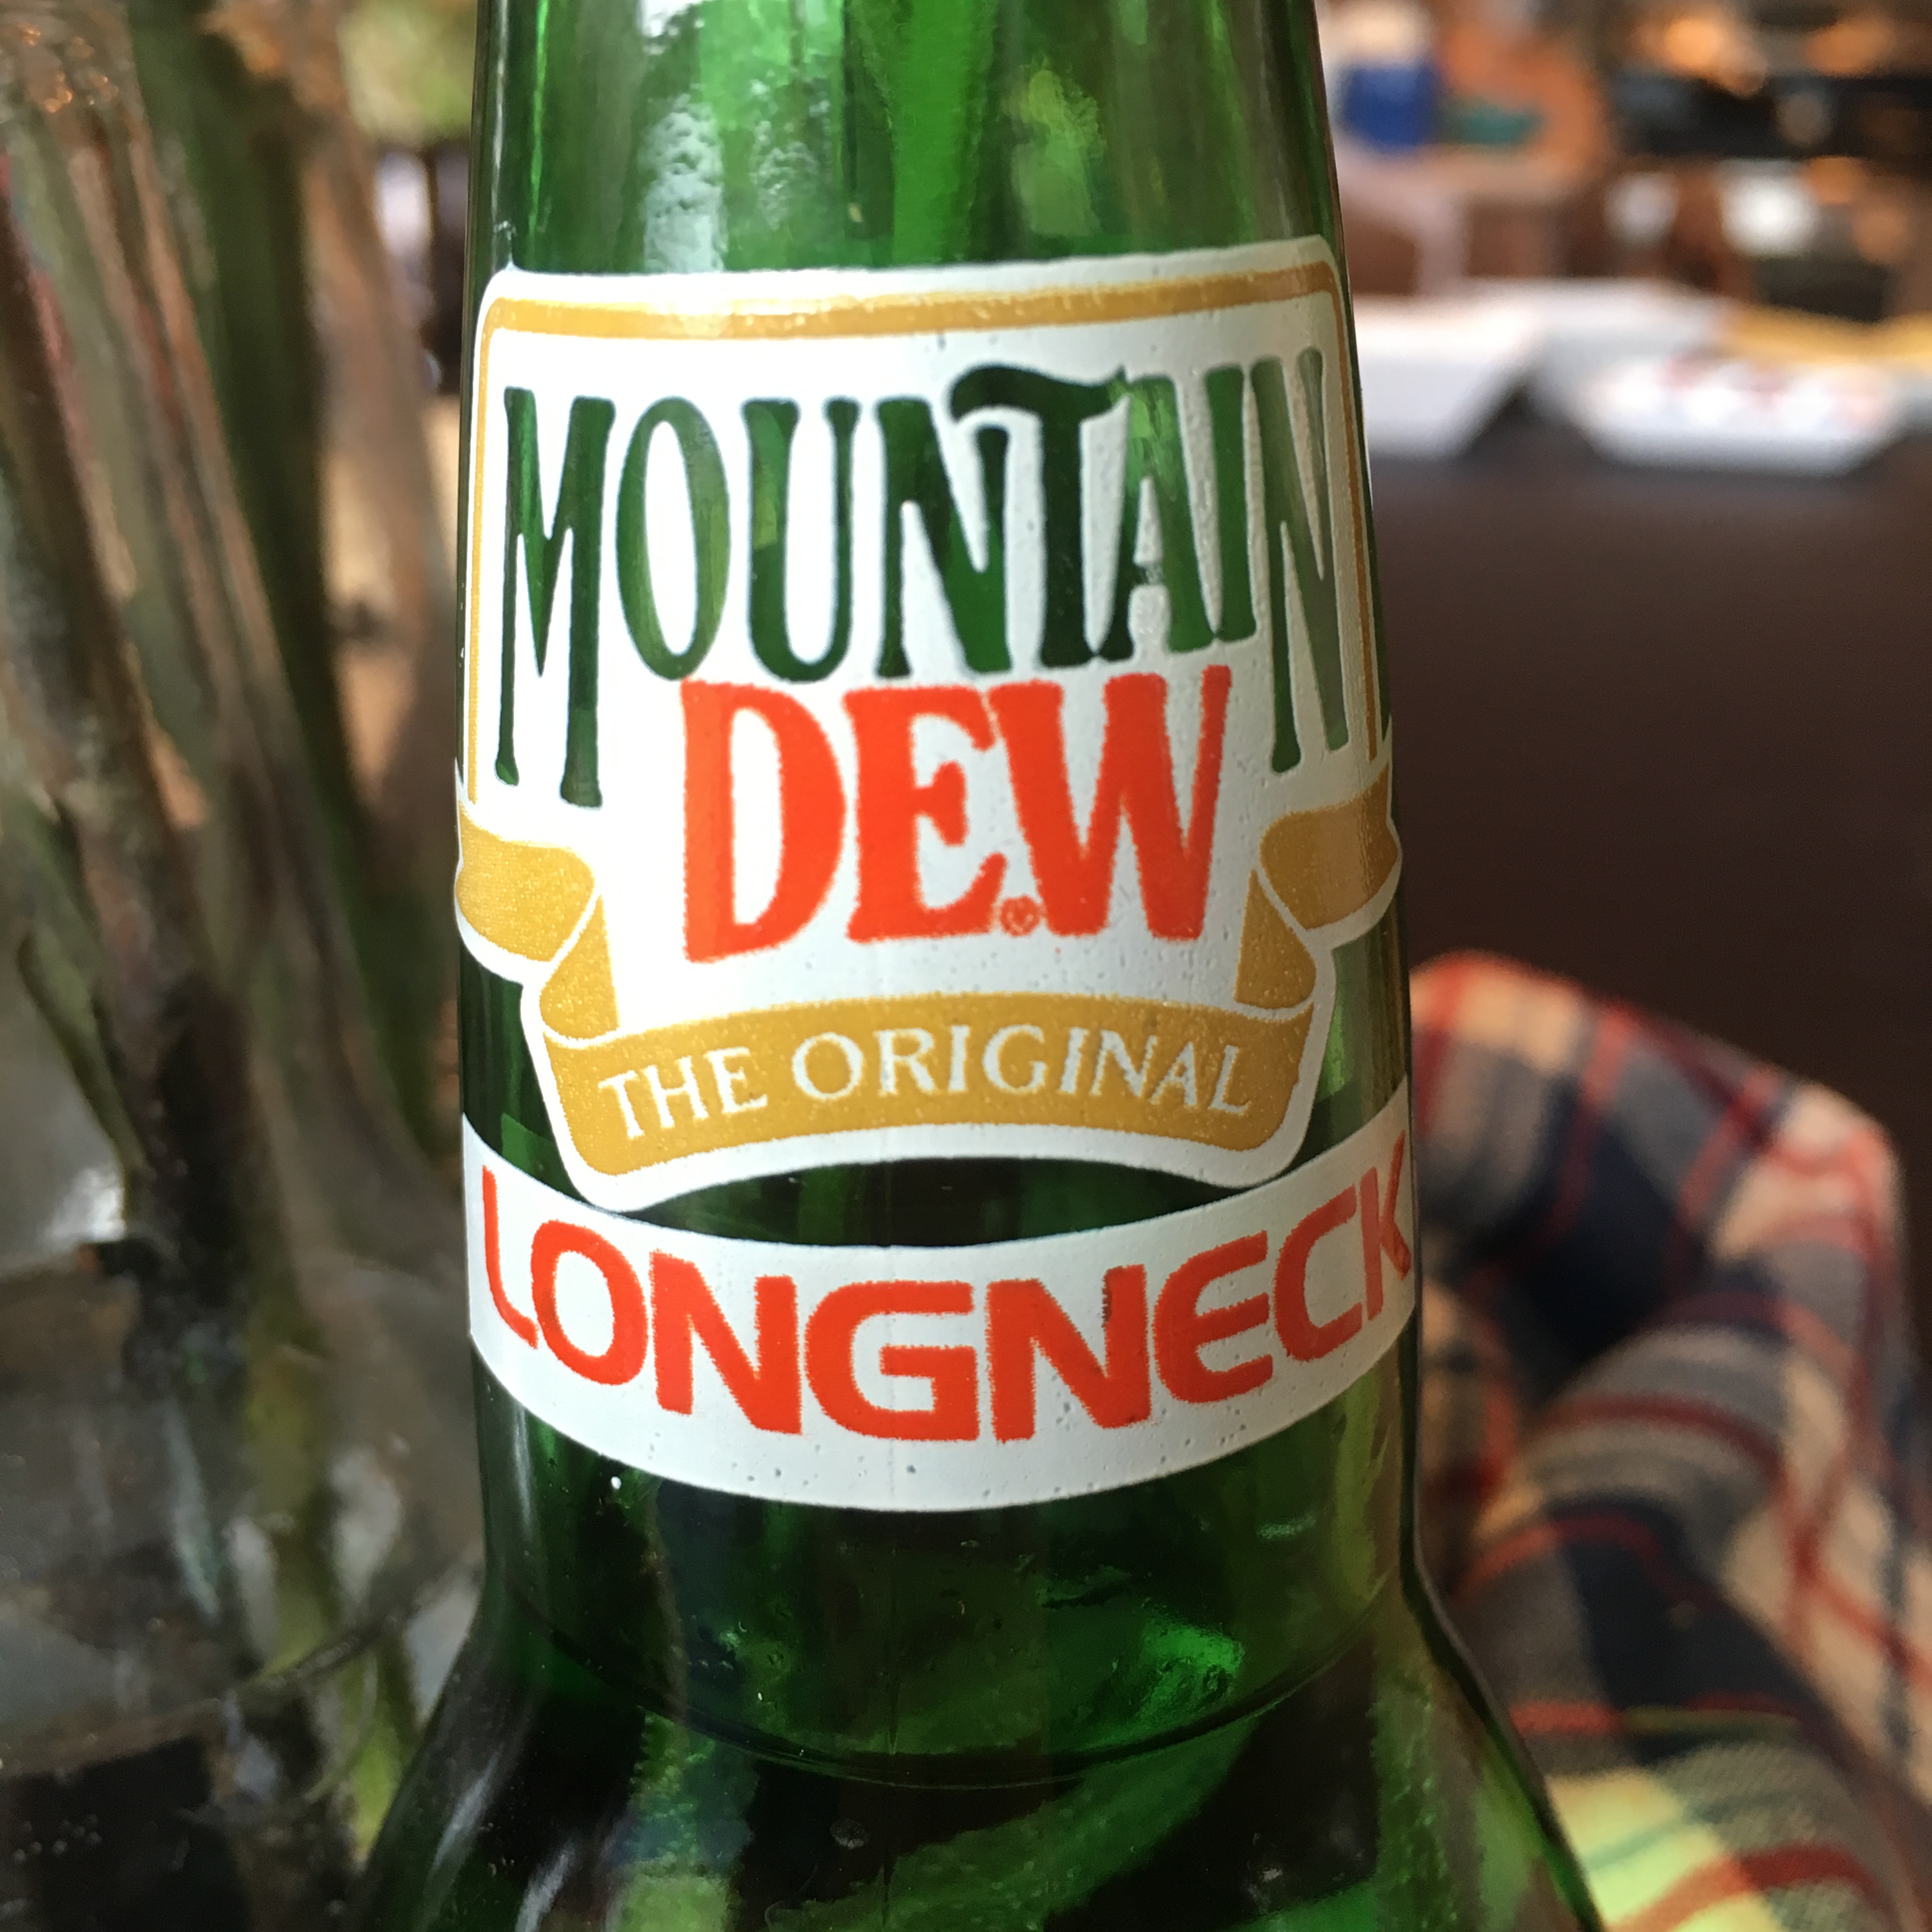 MOUNTAIN
DEW®
THE ORIGINAL
LONGNECK